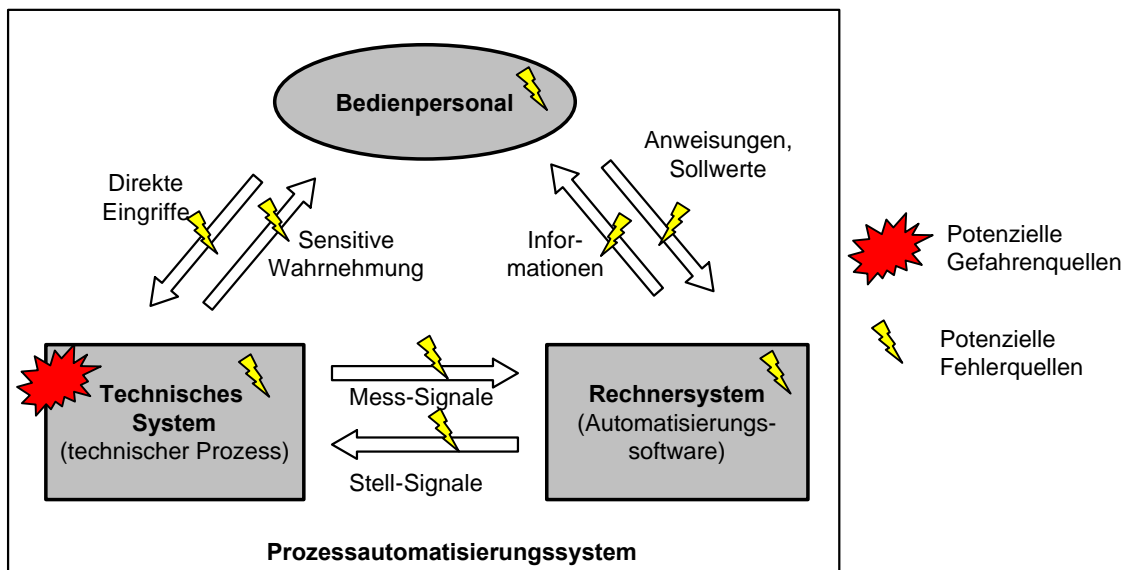 Bedienpersonal
Direkte
Eingriffe
Sensitive
Wahrnehmung
Anweisungen,
Sollwerte
Infor-
mationen
Potenzielle
Gefahrenquellen
Potenzielle
Fehlerquellen
Technisches
System
(technischer Prozess)
Mess-Signale
Stell-Signale
Rechnersystem
(Automatisierungs-
software)
Prozessautomatisierungssystem